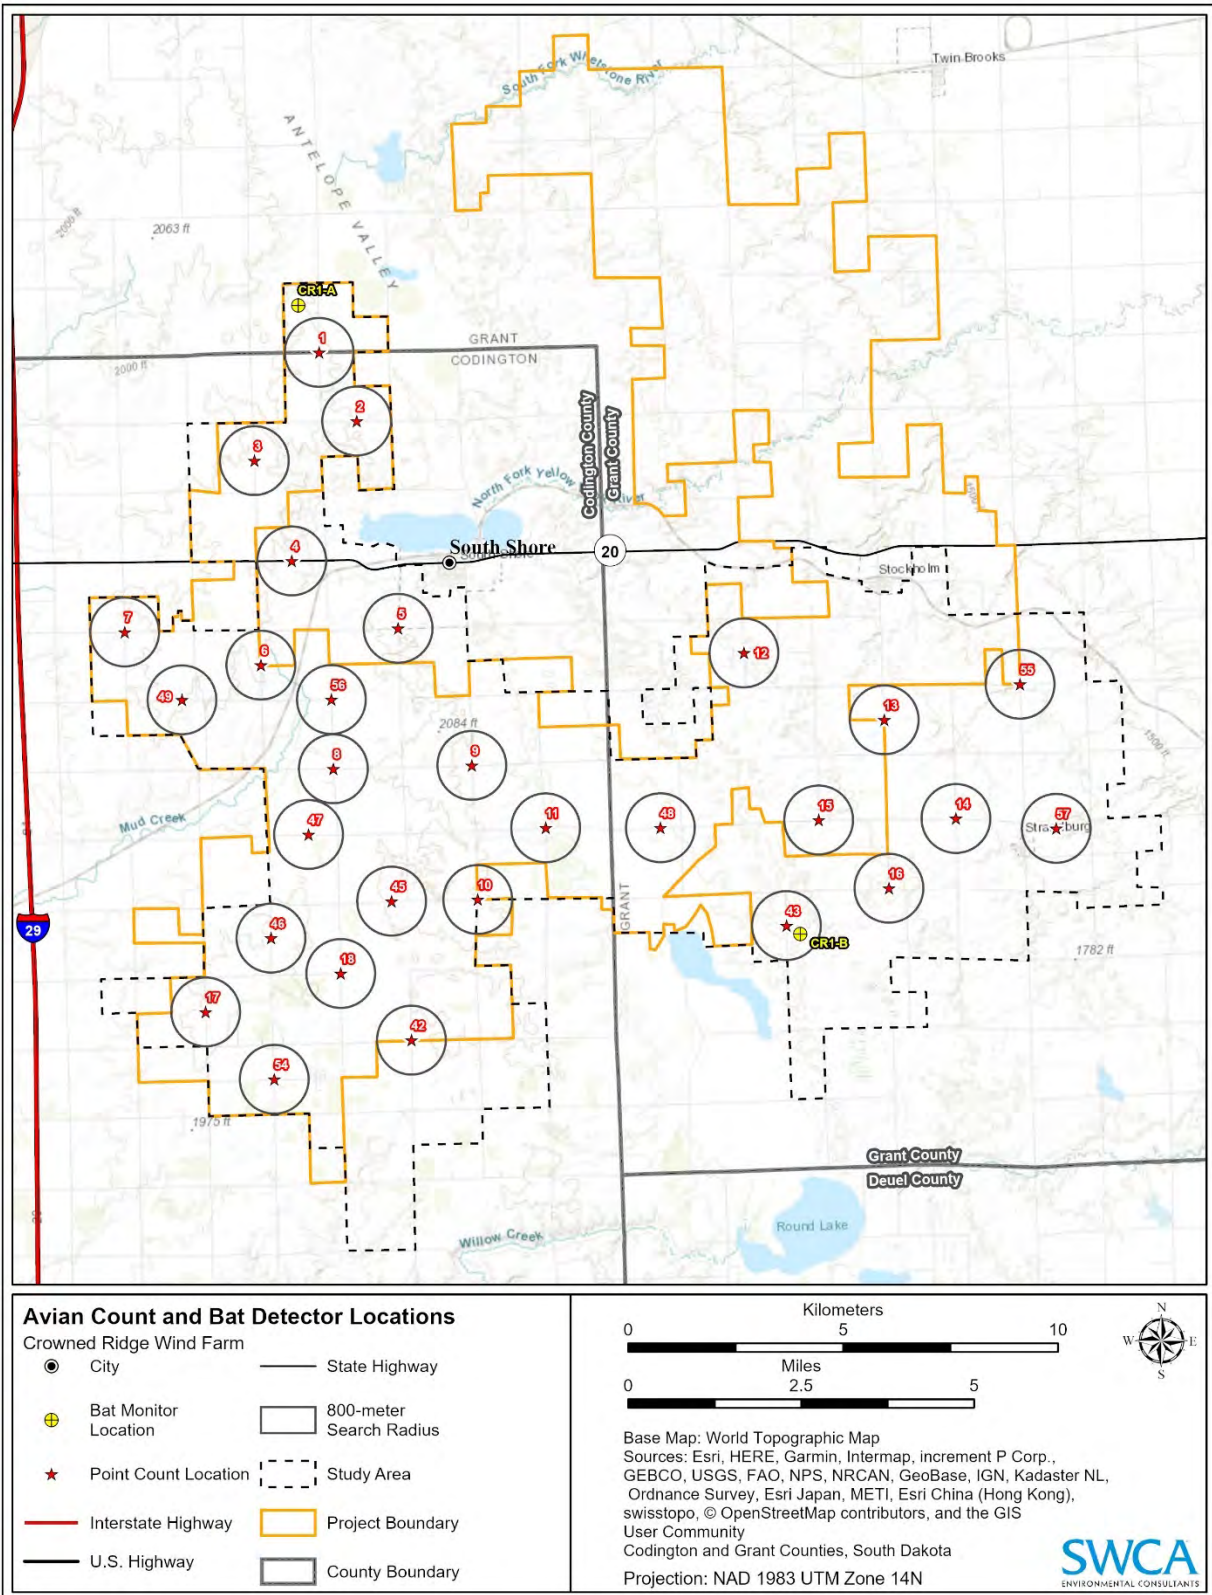 Twin Brooks
South Fork Whetstone River
ANTELOPE VALLEY
2063 ft
CR1-A
1
GRANT
CODINGTON
2000 ft
2
3
Codington County
Grant County
North Fork Yellow
River
4
South Shore
20
Stockholm
7
5
6
12
49
56
55
13
2084 ft
1500 ft
8
9
Mud Creek
47
11
48
15
14
57
Strasburg
45
10
16
GRANT
43
CR1-B
29
46
18
1782 ft
17
42
54
1975 ft
Grant County
Deuel County
Willow Creek
Round Lake
Avian Count and Bat Detector Locations
Crowned Ridge Wind Farm
City
State Highway
Bat Monitor
Location
800-meter
Search Radius
Point Count Location
Study Area
Interstate Highway
Project Boundary
U.S. Highway
County Boundary
Kilometers
0 5 10
Miles
0 2.5 5
N
W E
S
Base Map: World Topographic Map
Sources: Esri, HERE, Garmin, Intermap, increment P Corp.,
GEBCO, USGS, FAO, NPS, NRCAN, GeoBase, IGN, Kadaster NL,
Ordnance Survey, Esri Japan, METI, Esri China (Hong Kong),
swisstopo, © OpenStreetMap contributors, and the GIS
User Community
Codington and Grant Counties, South Dakota
Projection: NAD 1983 UTM Zone 14N
SWCA
ENVIRONMENTAL CONSULTANTS